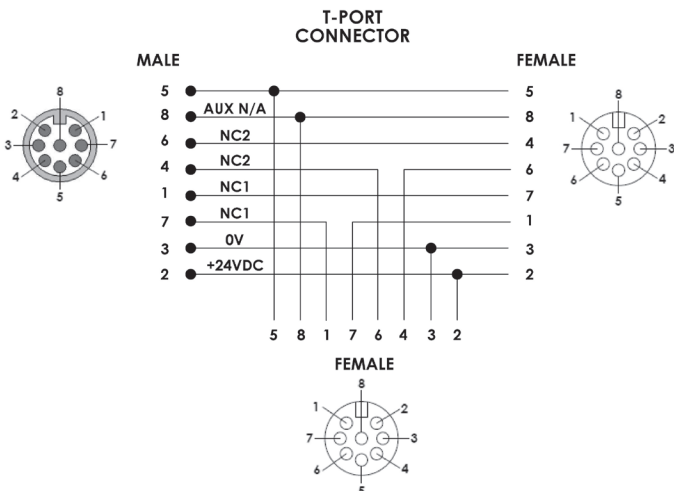 T-PORT
CONNECTOR
MALE
FEMALE
5 5
8 AUX N/A 8
6 NC2 4
4 NC2 6
1 NC1 7
7 NC1 1
3 0V 3
2 +24VDC 2
8
2 1
3 7
4 6
5
8
1 2
7 3
6 4
5
5 8 1 7 6 4 3 2
FEMALE
8
1 2
7 3
6 4
5